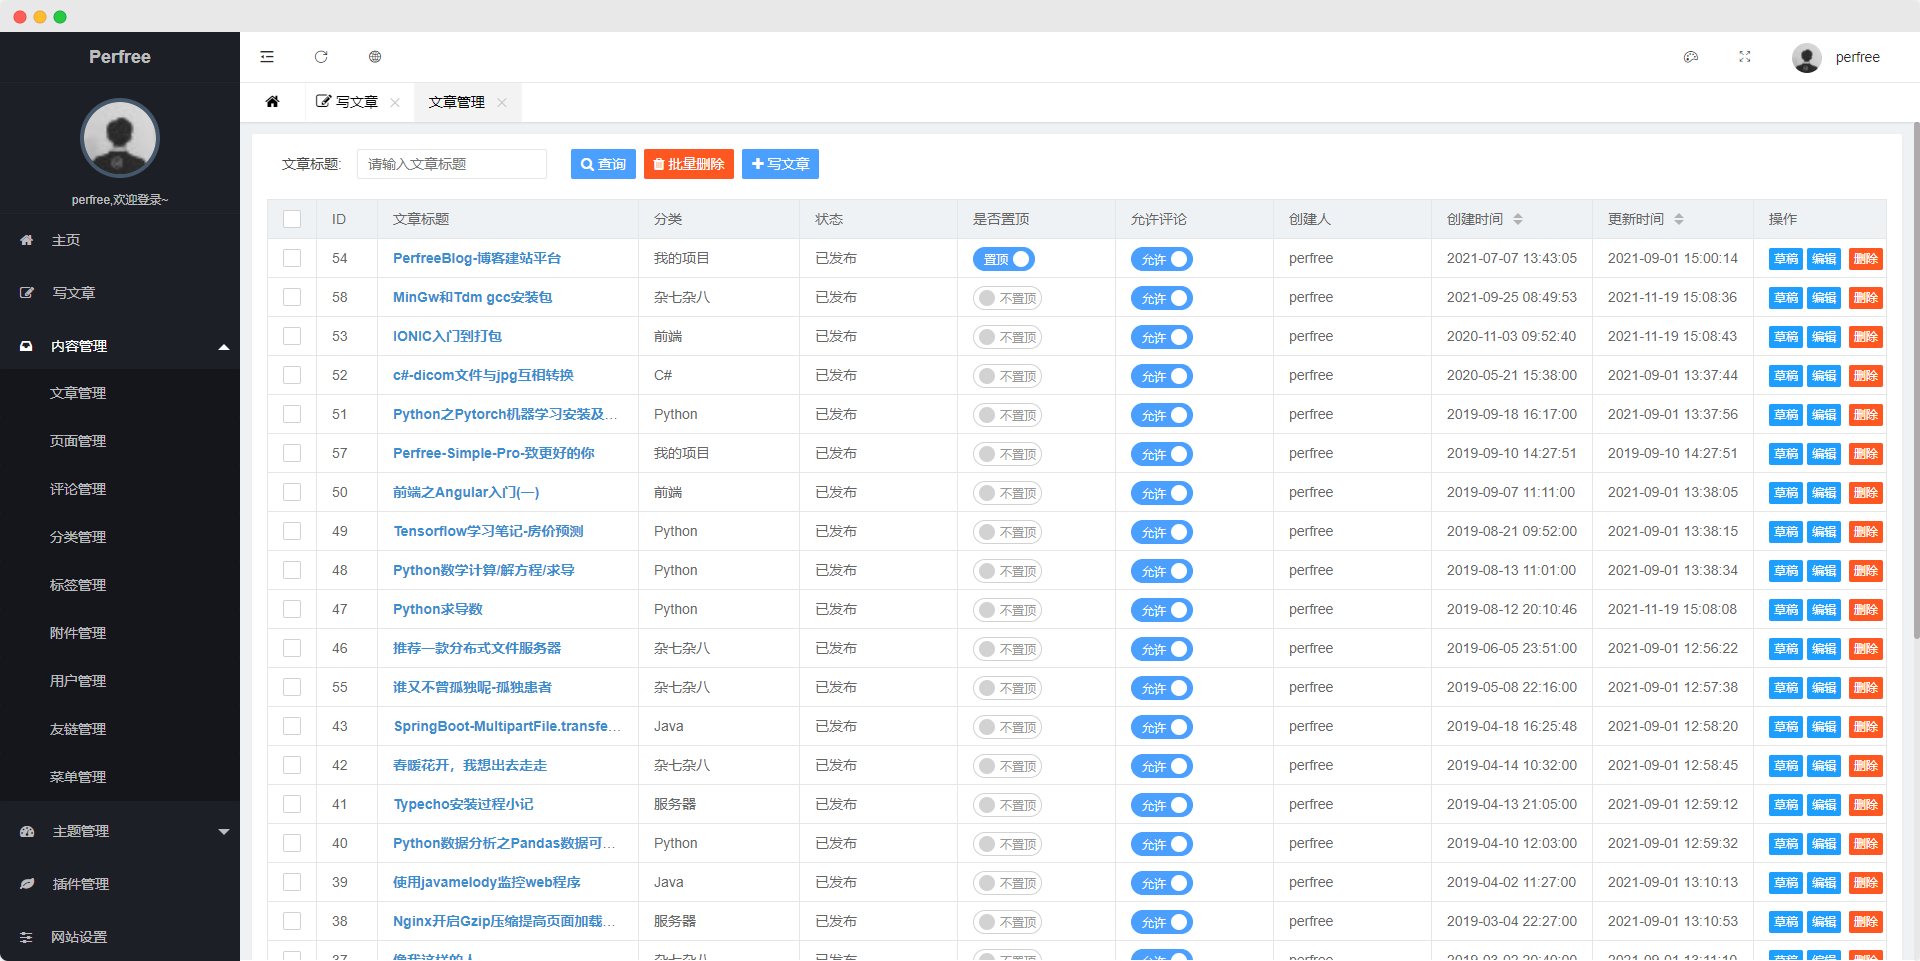 Perfree
perfree
写文章
文章管理
perfree,欢迎登录~
主页
写文章
内容管理
文章管理
页面管理
评论管理
分类管理
标签管理
附件管理
用户管理
友链管理
菜单管理
主题管理
插件管理
网站设置
文章标题: 请输入文章标题 查询 批量删除 写文章
ID 文章标题 分类 状态 是否置顶 允许评论 创建人 创建时间 更新时间 操作
54 PerfreeBlog-博客建站平台 我的项目 已发布 置顶 允许 perfree 2021-07-07 13:43:05 2021-09-01 15:00:14 草稿 编辑 删除
58 MinGw和Tdm gcc安装包 杂七杂八 已发布 不置顶 允许 perfree 2021-09-25 08:49:53 2021-11-19 15:08:36 草稿 编辑 删除
53 IONIC入门到打包 前端 已发布 不置顶 允许 perfree 2020-11-03 09:52:40 2021-11-19 15:08:43 草稿 编辑 删除
52 c#-dicom文件与jpg互相转换 C# 已发布 不置顶 允许 perfree 2020-05-21 15:38:00 2021-09-01 13:37:44 草稿 编辑 删除
51 Python之Pytorch机器学习安装及... Python 已发布 不置顶 允许 perfree 2019-09-18 16:17:00 2021-09-01 13:37:56 草稿 编辑 删除
57 Perfree-Simple-Pro-致更好的你 我的项目 已发布 不置顶 允许 perfree 2019-09-10 14:27:51 2019-09-10 14:27:51 草稿 编辑 删除
50 前端之Angular入门(一) 前端 已发布 不置顶 允许 perfree 2019-09-07 11:11:00 2021-09-01 13:38:05 草稿 编辑 删除
49 Tensorflow学习笔记-房价预测 Python 已发布 不置顶 允许 perfree 2019-08-21 09:52:00 2021-09-01 13:38:15 草稿 编辑 删除
48 Python数学计算/解方程/求导 Python 已发布 不置顶 允许 perfree 2019-08-13 11:01:00 2021-09-01 13:38:34 草稿 编辑 删除
47 Python求导数 Python 已发布 不置顶 允许 perfree 2019-08-12 20:10:46 2021-11-19 15:08:08 草稿 编辑 删除
46 推荐一款分布式文件服务器 杂七杂八 已发布 不置顶 允许 perfree 2019-06-05 23:51:00 2021-09-01 12:56:22 草稿 编辑 删除
55 谁又不曾孤独呢-孤独患者 杂七杂八 已发布 不置顶 允许 perfree 2019-05-08 22:16:00 2021-09-01 12:57:38 草稿 编辑 删除
43 SpringBoot-MultipartFile.transfe... Java 已发布 不置顶 允许 perfree 2019-04-18 16:25:48 2021-09-01 12:58:20 草稿 编辑 删除
42 春暖花开，我想出去走走 杂七杂八 已发布 不置顶 允许 perfree 2019-04-14 10:32:00 2021-09-01 12:58:45 草稿 编辑 删除
41 Typecho安装过程小记 服务器 已发布 不置顶 允许 perfree 2019-04-13 21:05:00 2021-09-01 12:59:12 草稿 编辑 删除
40 Python数据分析之Pandas数据可... Python 已发布 不置顶 允许 perfree 2019-04-10 12:03:00 2021-09-01 12:59:32 草稿 编辑 删除
39 使用javamelody监控web程序 Java 已发布 不置顶 允许 perfree 2019-04-02 11:27:00 2021-09-01 13:10:13 草稿 编辑 删除
38 Nginx开启Gzip压缩提高页面加载... 服务器 已发布 不置顶 允许 perfree 2019-03-04 22:27:00 2021-09-01 13:10:53 草稿 编辑 删除
37 像我这样的人 杂七杂八 已发布 不置顶 允许 perfree 2019-03-02 20:40:00 2021-09-01 13:11:10 草稿 编辑 删除